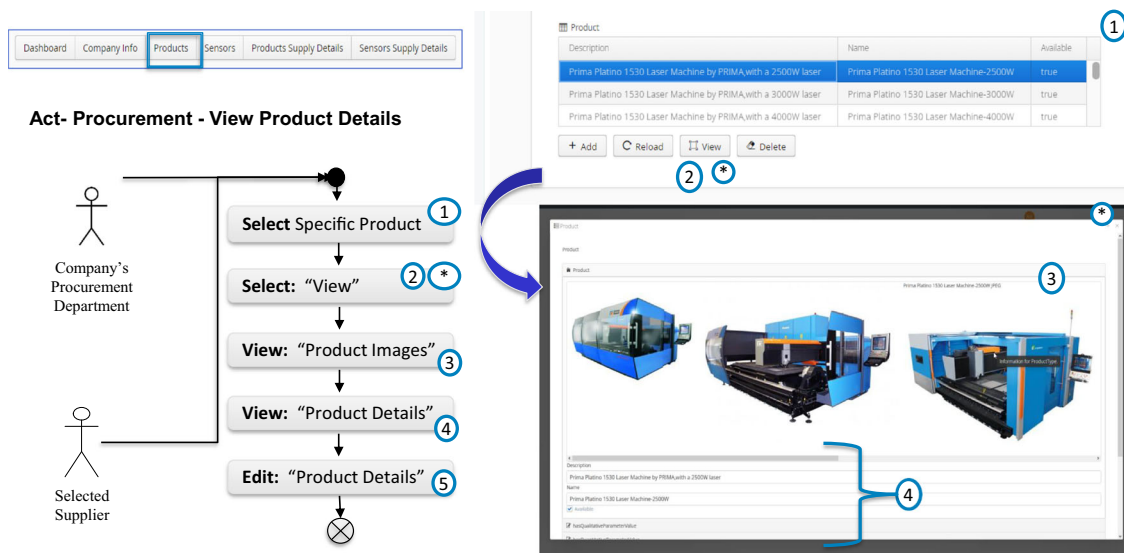 Dashboard Company Info Products Sensors Products Supply Details Sensors Supply Details
Act- Procurement - View Product Details
Company’s
Procurement
Department
Selected
Supplier
Select Specific Product 1
Select: “View” 2 *
View: “Product Images” 3
View: “Product Details” 4
Edit: “Product Details” 5
Product 1
Description Name Available
Prima Platino 1530 Laser Machine by PRIMA,with a 2500W laser Prima Platino 1530 Laser Machine-2500W true
Prima Platino 1530 Laser Machine by PRIMA,with a 3000W laser Prima Platino 1530 Laser Machine-3000W true
Prima Platino 1530 Laser Machine by PRIMA,with a 4000W laser Prima Platino 1530 Laser Machine-4000W true
+ Add Reload View Delete
2 *
*
Product
Product
Product
3
Prima Platino 1530 Laser Machine-2500W JPEG
Information for ProductType
Description
Prima Platino 1530 Laser Machine by PRIMA,with a 2500W laser
Name
Prima Platino 1530 Laser Machine-2500W
Available
4
hasQualitativeParameterValue